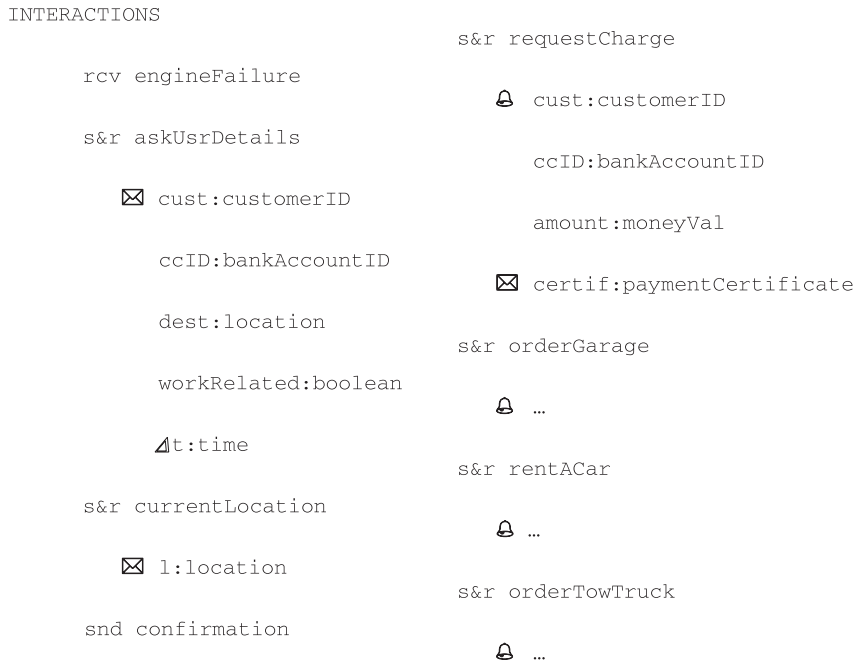 INTERACTIONS
rcv engineFailure
s&r askUsrDetails
✉ cust:customerID
ccID:bankAccountID
dest:location
workRelated:boolean
⊿t:time
s&r currentLocation
✉ l:location
snd confirmation
s&r requestCharge
🔔 cust:customerID
ccID:bankAccountID
amount:moneyVal
✉ certif:paymentCertificate
s&r orderGarage
🔔 …
s&r rentACar
🔔 …
s&r orderTowTruck
🔔 …